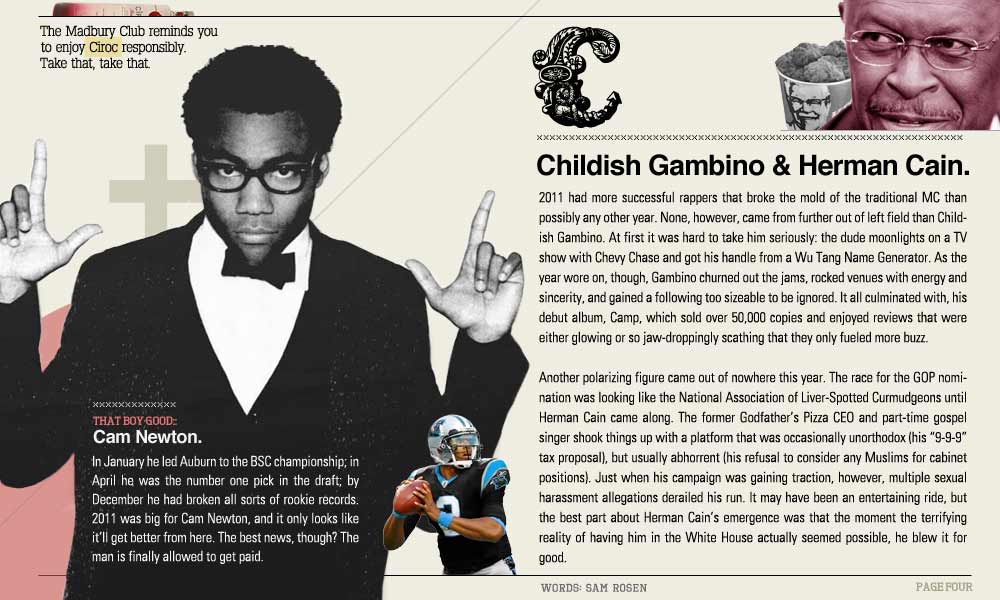 The Madbury Club reminds you
to enjoy Ciroc responsibly.
Take that, take that.
C
KFC
Childish Gambino & Herman Cain.
2011 had more successful rappers that broke the mold of the traditional MC than
possibly any other year. None, however, came from further out of left field than Child-
ish Gambino. At first it was hard to take him seriously: the dude moonlights on a TV
show with Chevy Chase and got his handle from a Wu Tang Name Generator. As the
year wore on, though, Gambino churned out the jams, rocked venues with energy and
sincerity, and gained a following too sizeable to be ignored. It all culminated with, his
debut album, Camp, which sold over 50,000 copies and enjoyed reviews that were
either glowing or so jaw-droppingly scathing that they only fueled more buzz.
Another polarizing figure came out of nowhere this year. The race for the GOP nomi-
nation was looking like the National Association of Liver-Spotted Curmudgeons until
Herman Cain came along. The former Godfather's Pizza CEO and part-time gospel
singer shook things up with a platform that was occasionally unorthodox (his "9-9-9"
tax proposal), but usually abhorrent (his refusal to consider any Muslims for cabinet
positions). Just when his campaign was gaining traction, however, multiple sexual
harassment allegations derailed his run. It may have been an entertaining ride, but
the best part about Herman Cain's emergence was that the moment the terrifying
reality of having him in the White House actually seemed possible, he blew it for
good.
THAT BOY GOOD::
Cam Newton.
In January he led Auburn to the BSC championship; in
April he was the number one pick in the draft; by
December he had broken all sorts of rookie records.
2011 was big for Cam Newton, and it only looks like
it'll get better from here. The best news, though? The
man is finally allowed to get paid.
WORDS: SAM ROSEN
PAGE FOUR